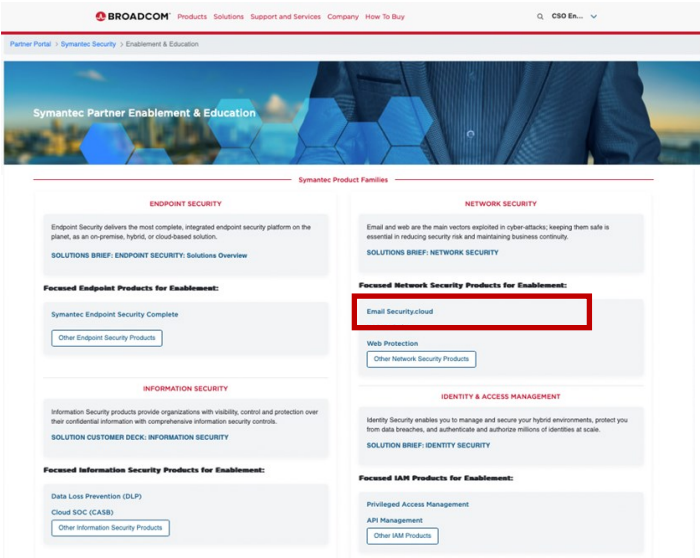 BROADCOM Products Solutions Support and Services Company How To Buy CSO En...
Partner Portal > Symantec Security > Enablement & Education
Symantec Partner Enablement & Education
Symantec Product Families
ENDPOINT SECURITY
Endpoint Security delivers the most complete, integrated endpoint security platform on the
planet, as an on-premise, hybrid, or cloud-based solution.
SOLUTIONS BRIEF: ENDPOINT SECURITY: Solutions Overview
Focused Endpoint Products for Enablement:
Symantec Endpoint Security Complete
Other Endpoint Security Products
NETWORK SECURITY
Email and web are the main vectors exploited in cyber-attacks; keeping them safe is
essential in reducing security risk and maintaining business continuity.
SOLUTIONS BRIEF: NETWORK SECURITY
Focused Network Security Products for Enablement:
Email Security.cloud
Web Protection
Other Network Security Products
INFORMATION SECURITY
Information Security products provide organizations with visibility, control and protection over
their confidential information with comprehensive information security controls.
SOLUTION CUSTOMER DECK: INFORMATION SECURITY
Focused Information Security Products for Enablement:
Data Loss Prevention (DLP)
Cloud SOC (CASB)
Other Information Security Products
IDENTITY & ACCESS MANAGEMENT
Identity Security enables you to manage and secure your hybrid environments, protect you
from data breaches, and authenticate and authorize millions of identities at scale.
SOLUTION BRIEF: IDENTITY SECURITY
Focused IAM Products for Enablement:
Privileged Access Management
API Management
Other IAM Products